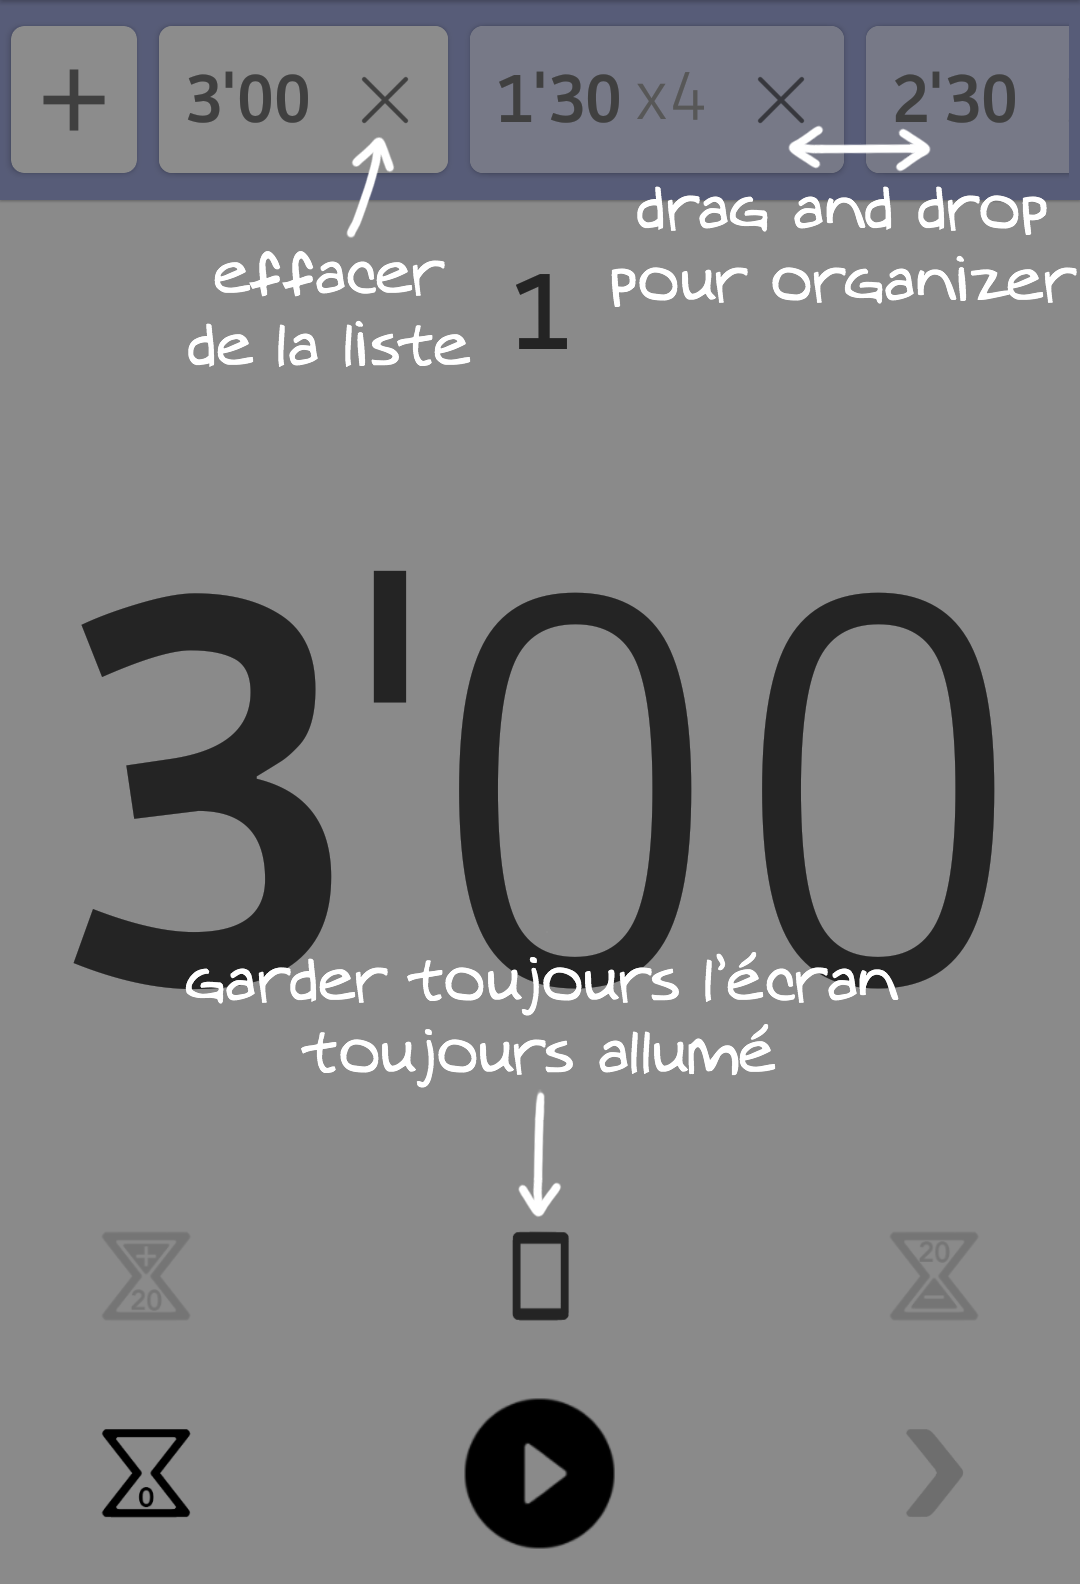 3'00
1'30 x4
2'30
drag and drop
pour organizer
effacer
de la liste
1
3'00
Garder toujours l'écran
toujours allumé
+
20
20
0